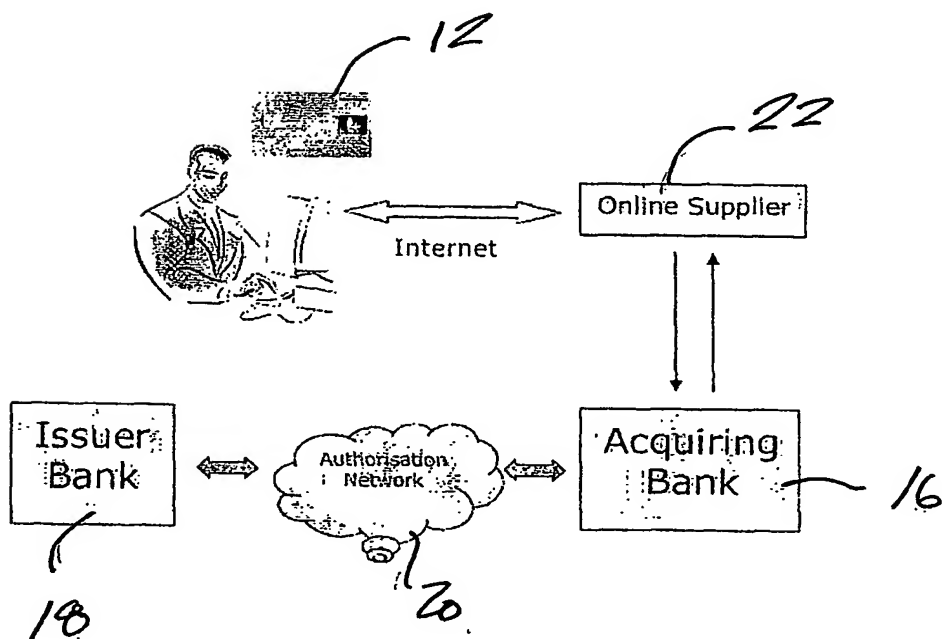 12
22
Online Supplier
Internet
Issuer
Bank
Authorisation
Network
Acquiring
Bank
16
18
20